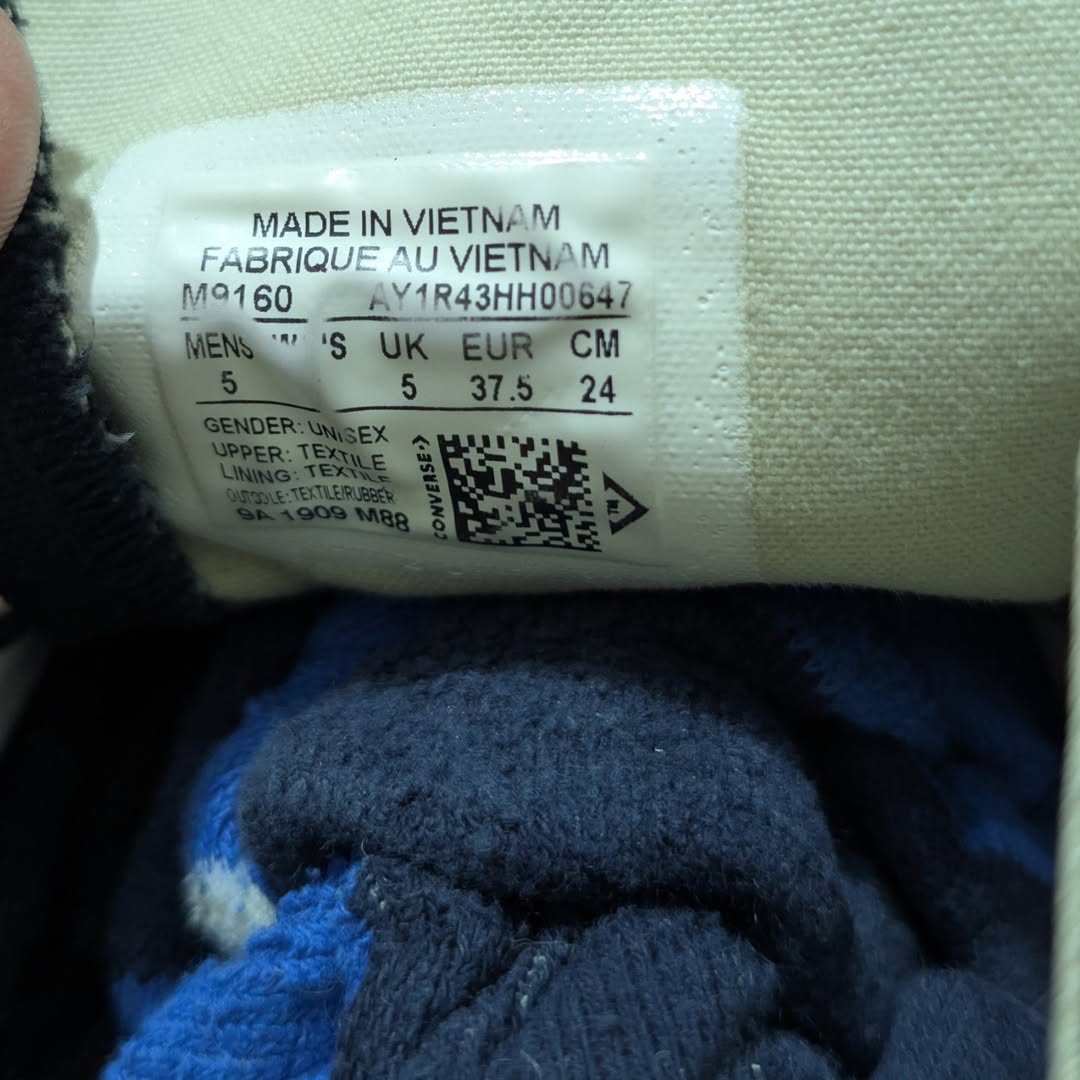 MADE IN VIETNAM
FABRIQUE AU VIETNAM
M9160 AY1R43HH00647
MENS 'S UK EUR CM
5 5 37.5 24
GENDER: UNISEX
UPPER: TEXTILE
LINING: TEXTILE
OUTSOLE:TEXTILE/RUBBER
9A 1909 M88
CONVERSE
TM